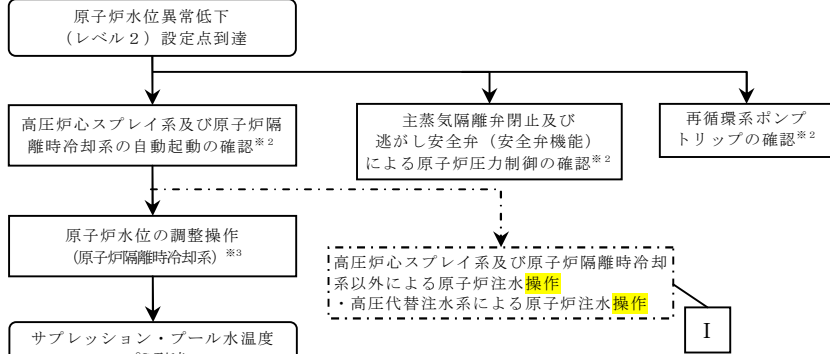 原子炉水位異常低下
(レベル2)設定点到達
高圧炉心スプレイ系及び原子炉隔
離時冷却系の自動起動の確認※2
主蒸気隔離弁閉止及び
逃がし安全弁(安全弁機能)
による原子炉圧力制御の確認※2
再循環系ポンプ
トリップの確認※2
原子炉水位の調整操作
(原子炉隔離時冷却系)※3
高圧炉心スプレイ系及び原子炉隔離時冷却
系以外による原子炉注水操作
・高圧代替注水系による原子炉注水操作
I
サプレッション・プール水温度